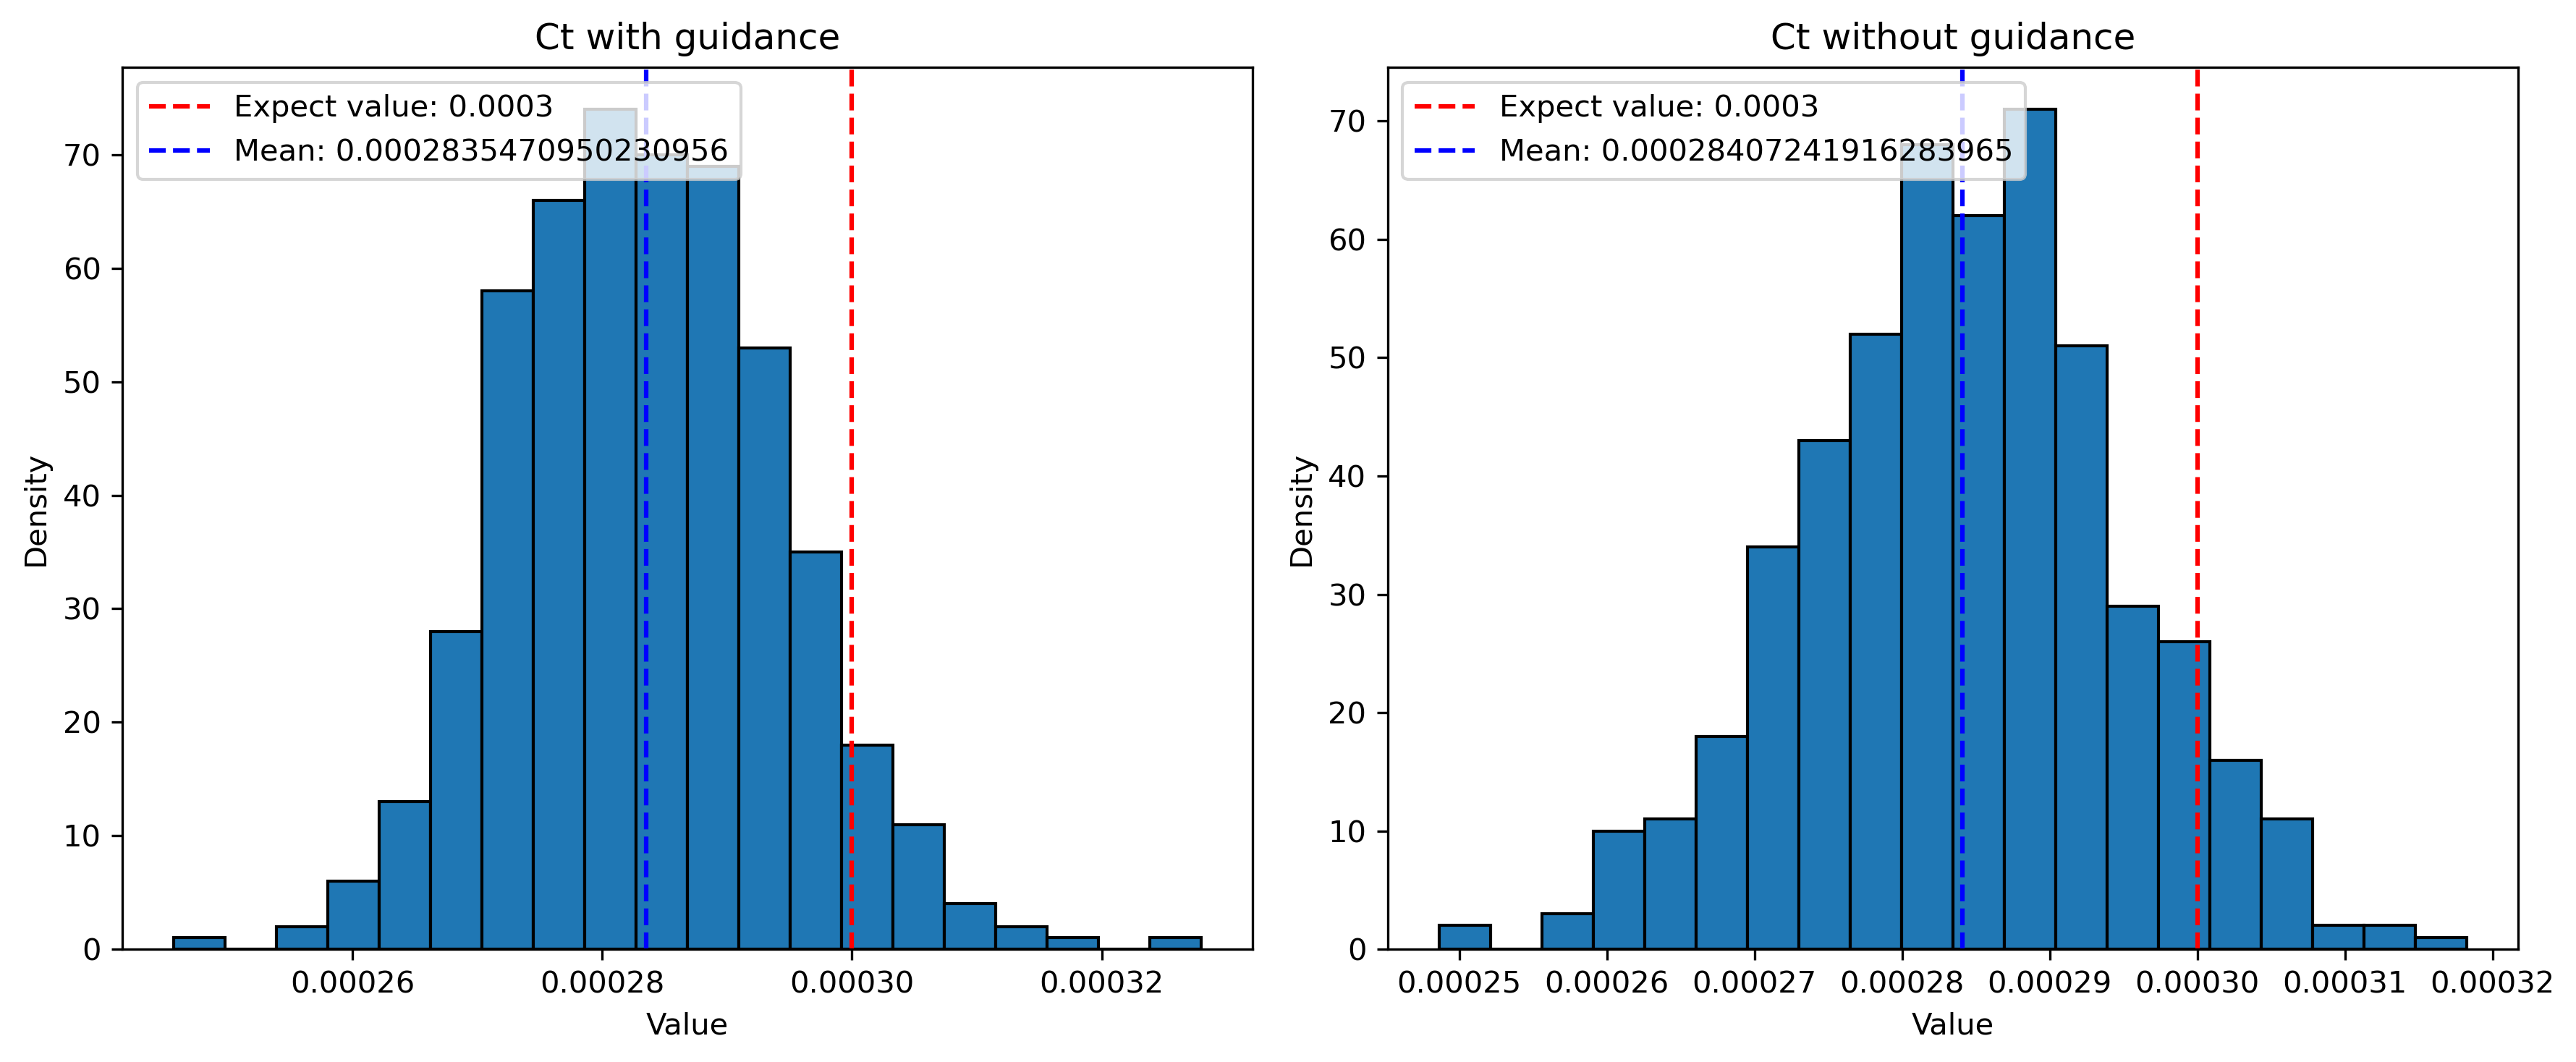 Ct with guidance
Expect value: 0.0003
Mean: 0.0002835470950230956
Density
70
60
50
40
30
20
10
0
0.00026 0.00028 0.00030 0.00032
Value
Ct without guidance
Expect value: 0.0003
Mean: 0.00028407241916283965
Density
70
60
50
40
30
20
10
0
0.00025 0.00026 0.00027 0.00028 0.00029 0.00030 0.00031 0.00032
Value